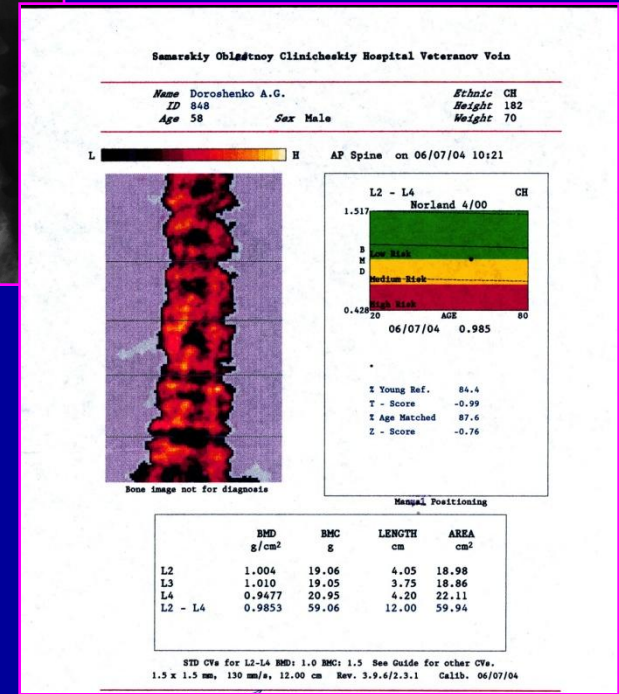 Samarskiy Oblastnoy Clinicheskiy Hospital Veteranov Voin
Name Doroshenko A.G. Ethnic CH
ID 848 Height 182
Age 58 Sex Male Weight 70
L H AP Spine on 06/07/04 10:21
L2 - L4 CH
Norland 4/00
1.517
B
M
D
Low Risk
Medium Risk
High Risk
0.428
20 AGE 80
06/07/04 0.985
% Young Ref. 84.4
T - Score -0.99
% Age Matched 87.6
Z - Score -0.76
Bone image not for diagnosis
Manual Positioning
BMD BMC LENGTH AREA
g/cm² g cm cm²
L2 1.004 19.06 4.05 18.98
L3 1.010 19.05 3.75 18.86
L4 0.9477 20.95 4.20 22.11
L2 - L4 0.9853 59.06 12.00 59.94
STD CVs for L2-L4 BMD: 1.0 BMC: 1.5 See Guide for other CVs.
1.5 x 1.5 mm, 130 mm/s, 12.00 cm Rev. 3.9.6/2.3.1 Calib. 06/07/04